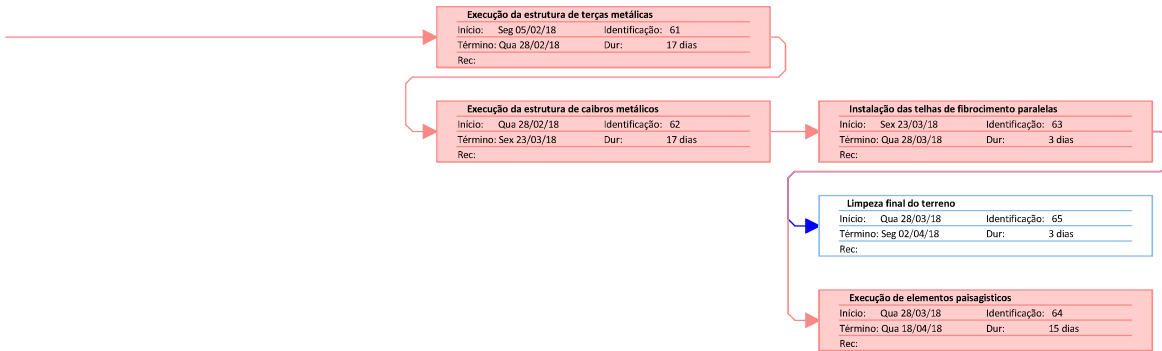 Execução da estrutura de terças metálicas
Início: Seg 05/02/18 Identificação: 61
Término: Qua 28/02/18 Dur: 17 dias
Rec:
Execução da estrutura de caibros metálicos
Início: Qua 28/02/18 Identificação: 62
Término: Sex 23/03/18 Dur: 17 dias
Rec:
Instalação das telhas de fibrocimento paralelas
Início: Sex 23/03/18 Identificação: 63
Término: Qua 28/03/18 Dur: 3 dias
Rec:
Limpeza final do terreno
Início: Qua 28/03/18 Identificação: 65
Término: Seg 02/04/18 Dur: 3 dias
Rec:
Execução de elementos paisagisticos
Início: Qua 28/03/18 Identificação: 64
Término: Qua 18/04/18 Dur: 15 dias
Rec: